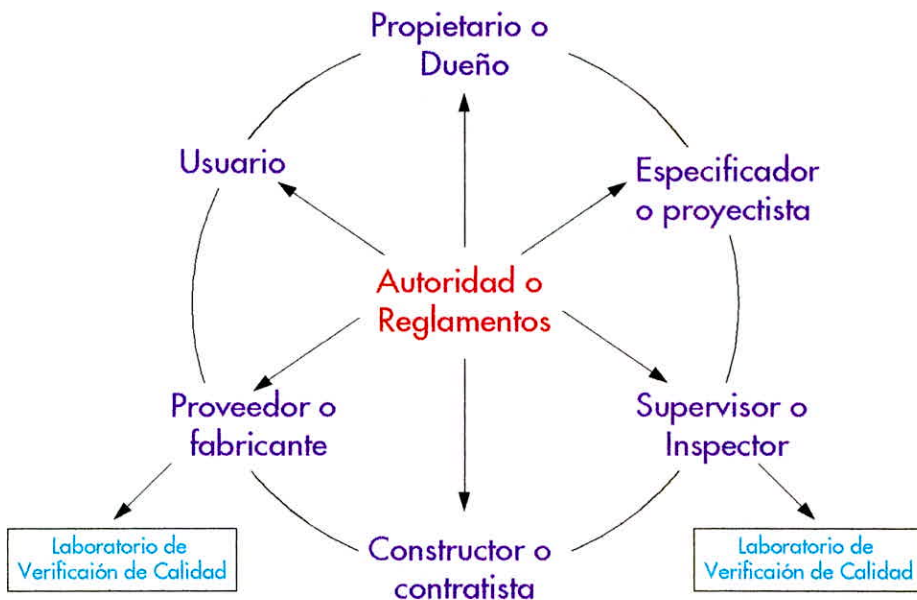 Propietario o
Dueño
Usuario
Especificador
o proyectista
Autoridad o
Reglamentos
Proveedor o
fabricante
Supervisor o
Inspector
Laboratorio de
Verificaión de Calidad
Constructor o
contratista
Laboratorio de
Verificaión de Calidad